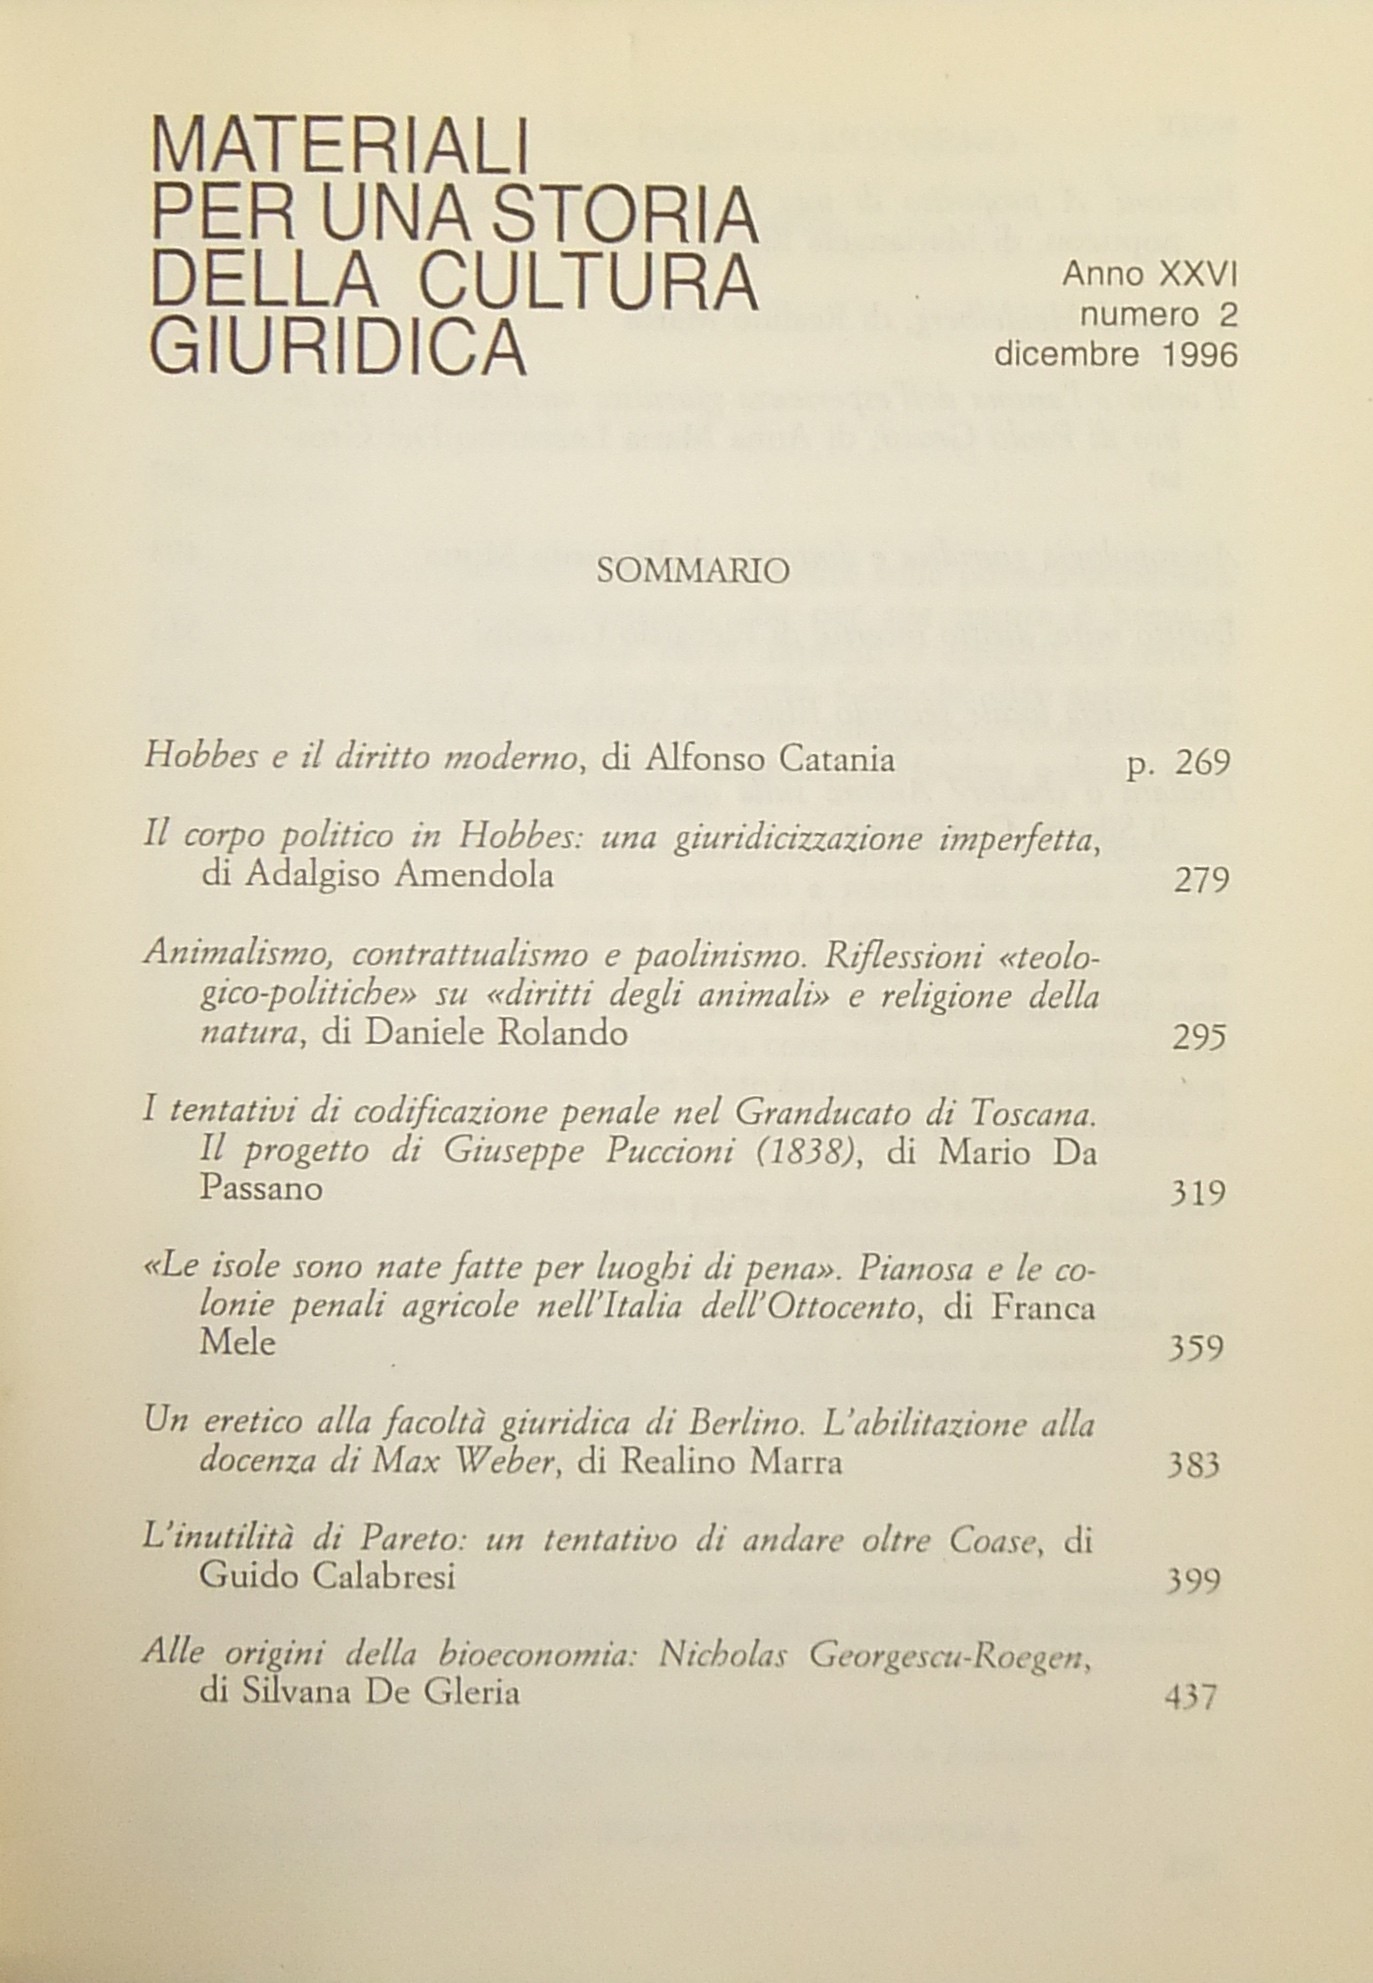 MATERIALI
PER UNA STORIA
DELLA CULTURA
GIURIDICA
Anno XXVI
numero 2
dicembre 1996
SOMMARIO
Hobbes e il diritto moderno, di Alfonso Catania p. 269
Il corpo politico in Hobbes: una giuridicizzazione imperfetta,
di Adalgiso Amendola 279
Animalismo, contrattualismo e paolinismo. Riflessioni «teolo-
gico-politiche» su «diritti degli animali» e religione della
natura, di Daniele Rolando 295
I tentativi di codificazione penale nel Granducato di Toscana.
Il progetto di Giuseppe Puccioni (1838), di Mario Da
Passano 319
«Le isole sono nate fatte per luoghi di pena». Pianosa e le co-
lonie penali agricole nell'Italia dell'Ottocento, di Franca
Mele 359
Un eretico alla facoltà giuridica di Berlino. L'abilitazione alla
docenza di Max Weber, di Realino Marra 383
L'inutilità di Pareto: un tentativo di andare oltre Coase, di
Guido Calabresi 399
Alle origini della bioeconomia: Nicholas Georgescu-Roegen,
di Silvana De Gleria 437